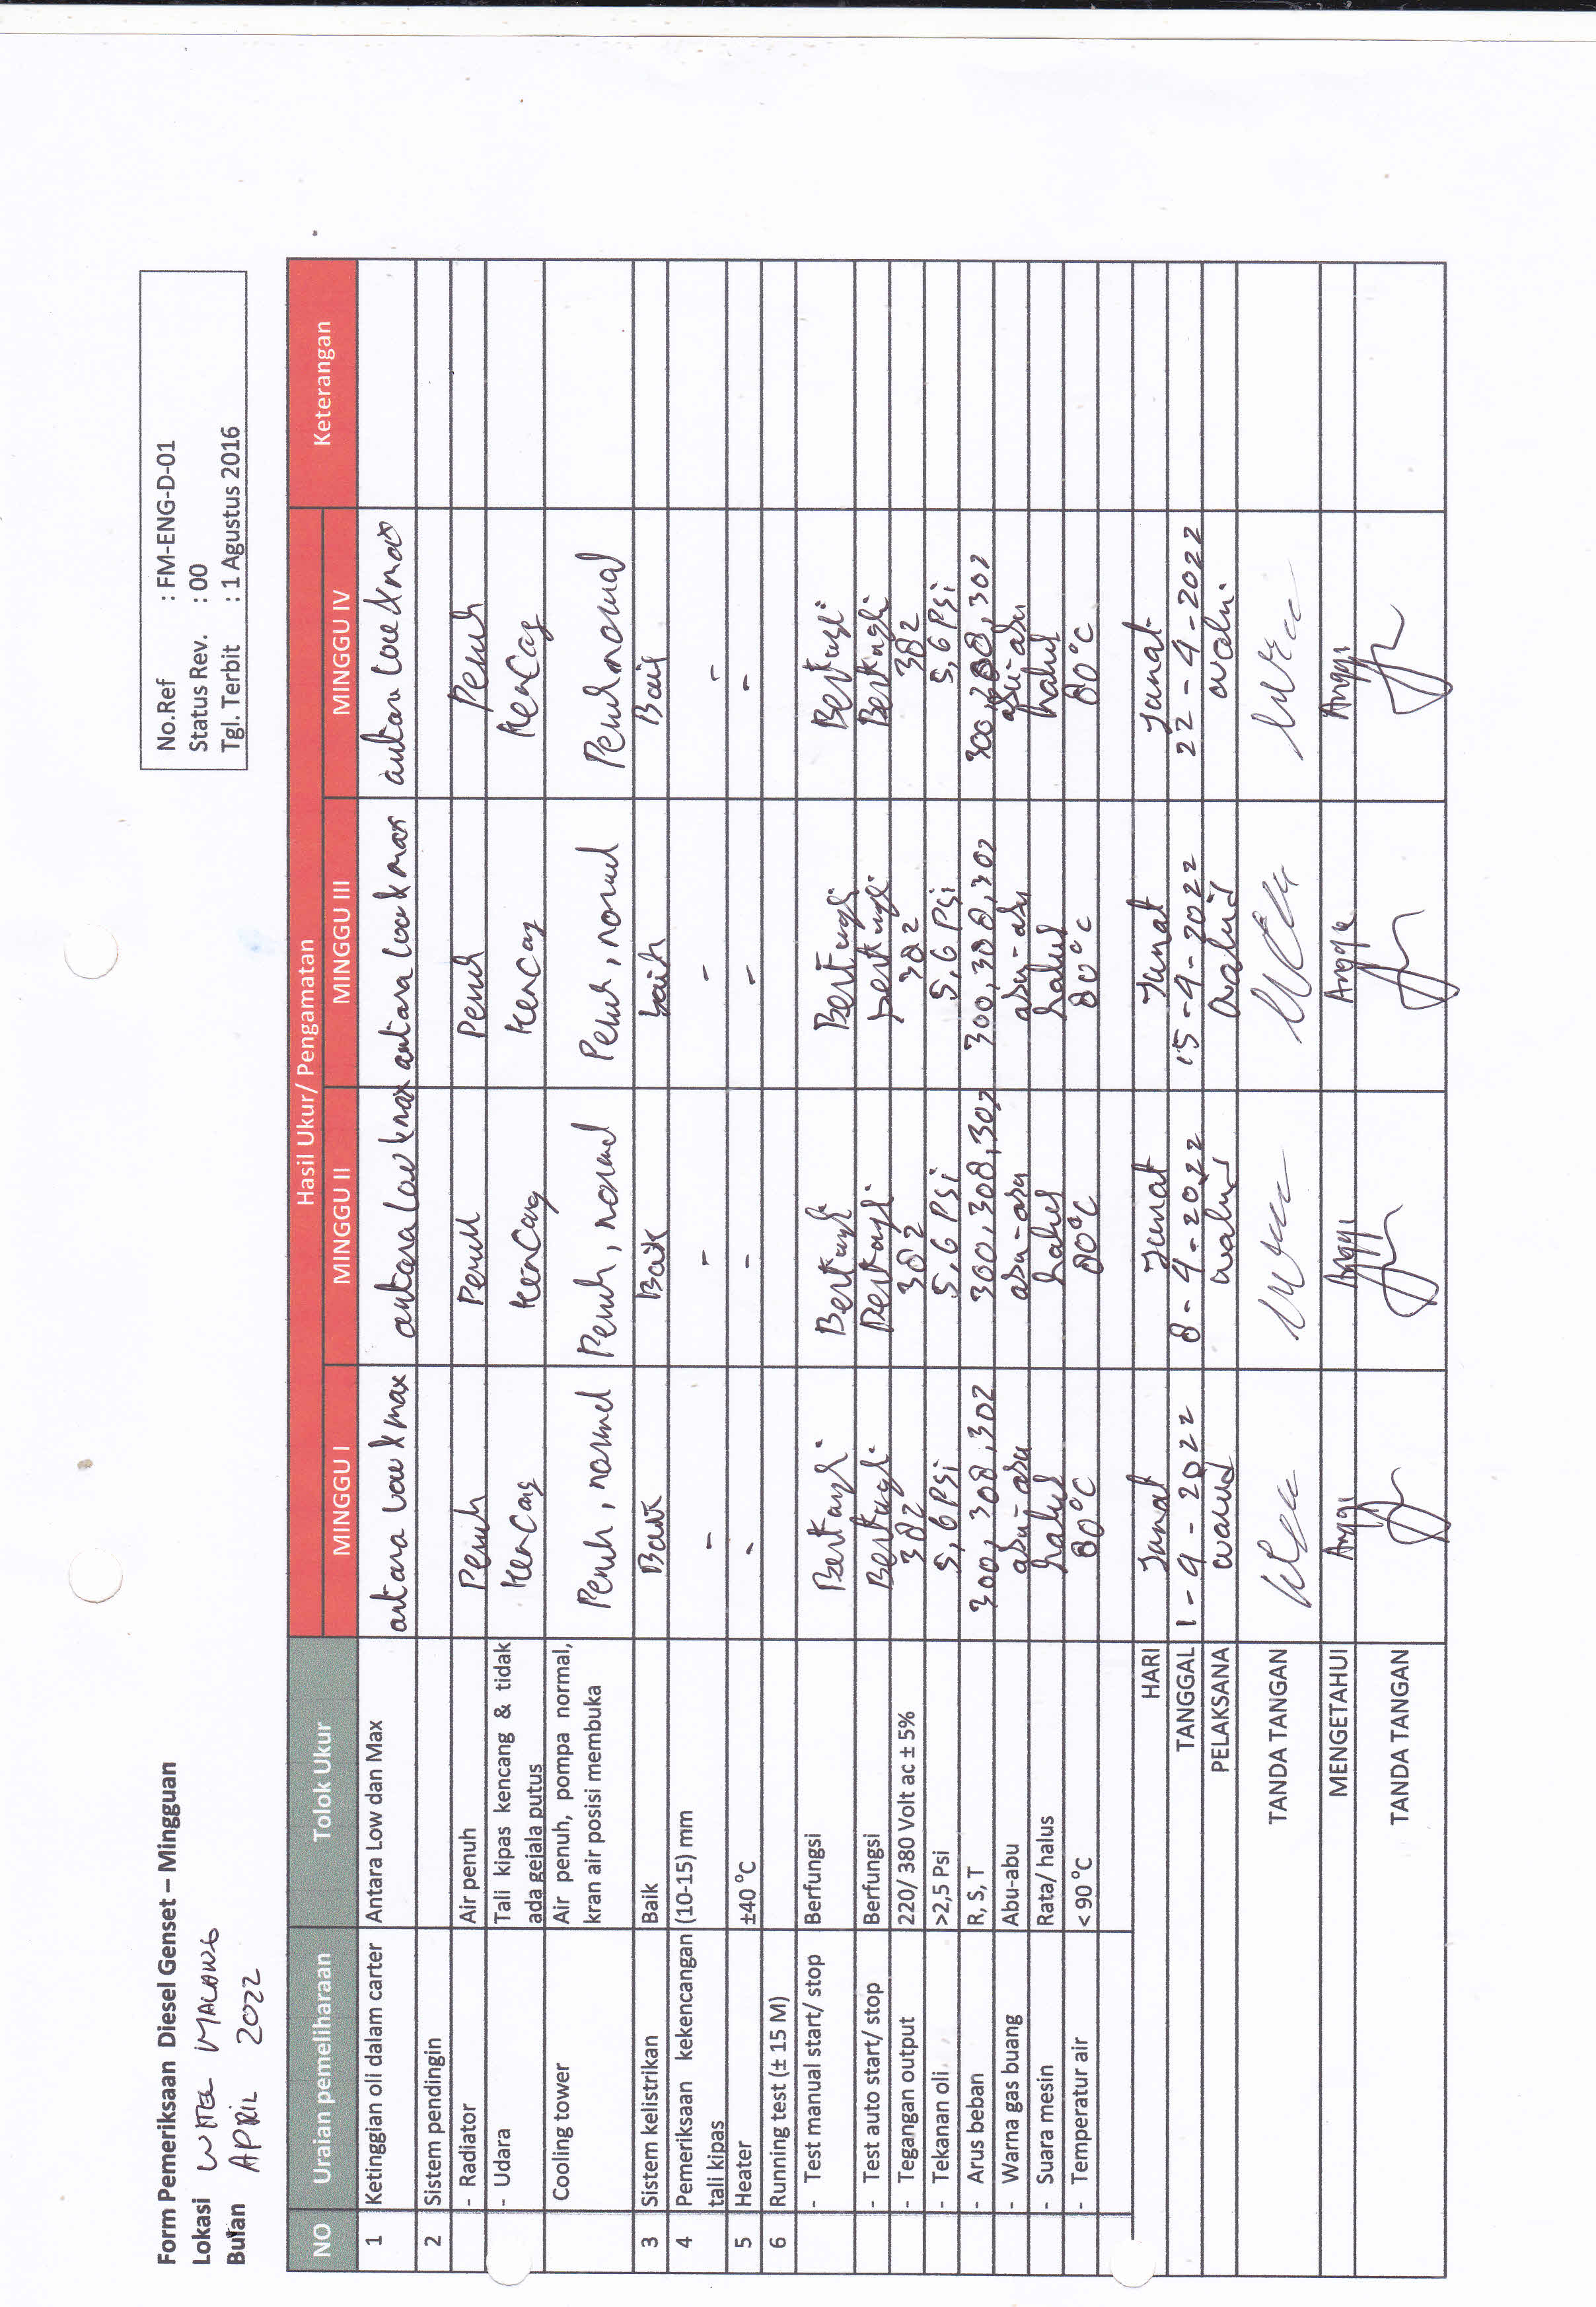 Form Pemeriksaan Diesel Genset – Mingguan
Lokasi WITEL MALANG
Bulan APRIL 2022
No.Ref : FM-ENG-D-01
Status Rev. : 00
Tgl. Terbit : 1 Agustus 2016
NO Uraian pemeliharaan Tolok Ukur Hasil Ukur/ Pengamatan Keterangan
MINGGU I MINGGU II MINGGU III MINGGU IV
1 Ketinggian oli dalam carter Antara Low dan Max antara Low & max antara Low & max antara Low & max antara Low & max
2 Sistem pendingin
- Radiator Air penuh Penuh Penuh Penuh Penuh
- Udara Tali kipas kencang & tidak Kencang Kencang Kencang Kencang
ada gejala putus
Cooling tower Air penuh, pompa normal,
kran air posisi membuka Penuh, normal Penuh, normal Penuh, normal Penuh normal
3 Sistem kelistrikan Baik Baik Baik baik Baik
4 Pemeriksaan kekencangan (10-15) mm - - - -
tali kipas
5 Heater ±40 °C - - - -
6 Running test (± 15 M)
- Test manual start/ stop Berfungsi Berfungsi Berfungsi Berfungsi Berfungsi
- Test auto start/ stop Berfungsi Berfungsi Berfungsi berfungsi Berfungsi
- Tegangan output 220/ 380 Volt ac ± 5% 382 382 382 382
- Tekanan oli >2,5 Psi 5,6 PSi 5,6 PSi 5,6 PSi 5,6 PSi
- Arus beban R, S, T 300, 308, 302 300, 308, 302 300, 308, 302 300, 308, 302
- Warna gas buang Abu-abu abu-abu abu-abu abu-abu abu-abu
- Suara mesin Rata/ halus halus halus halus halus
- Temperatur air < 90 °C 80°C 80°C 80°C 80°C
HARI Jumat Jumat Jumat Jumat
TANGGAL 1-4-2022 8-4-2022 15-4-2022 22-4-2022
PELAKSANA walud walud walud
TANDA TANGAN
MENGETAHUI Anggi Anggi Anggi Anggi
TANDA TANGAN